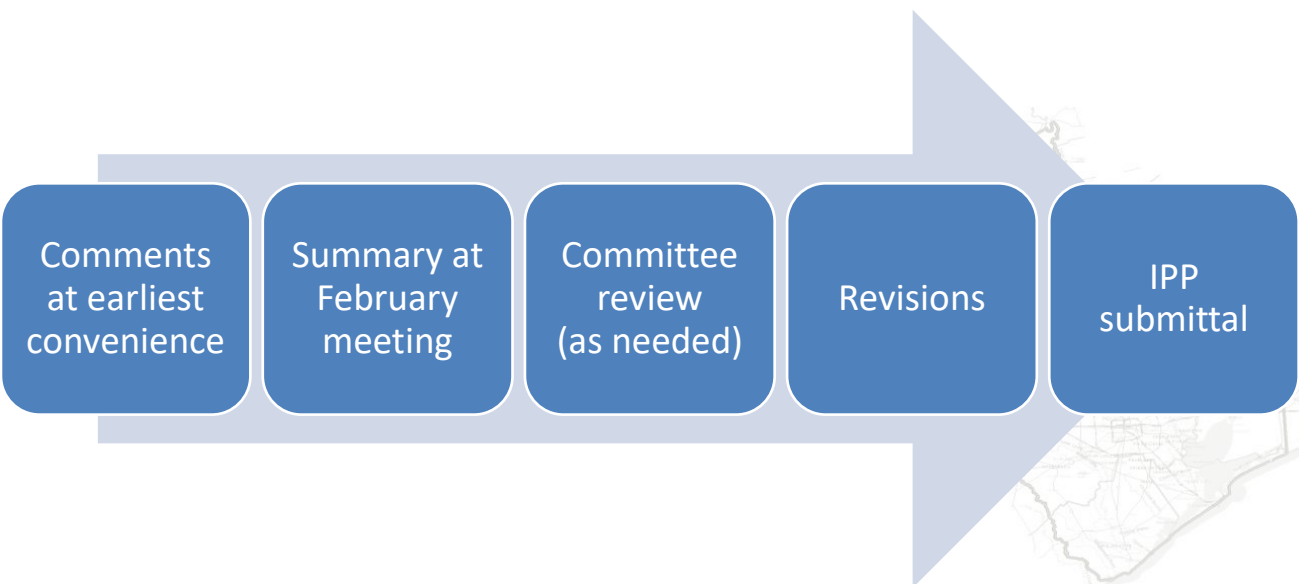 Comments
at earliest
convenience
Summary at
February
meeting
Committee
review
(as needed)
Revisions
IPP
submittal